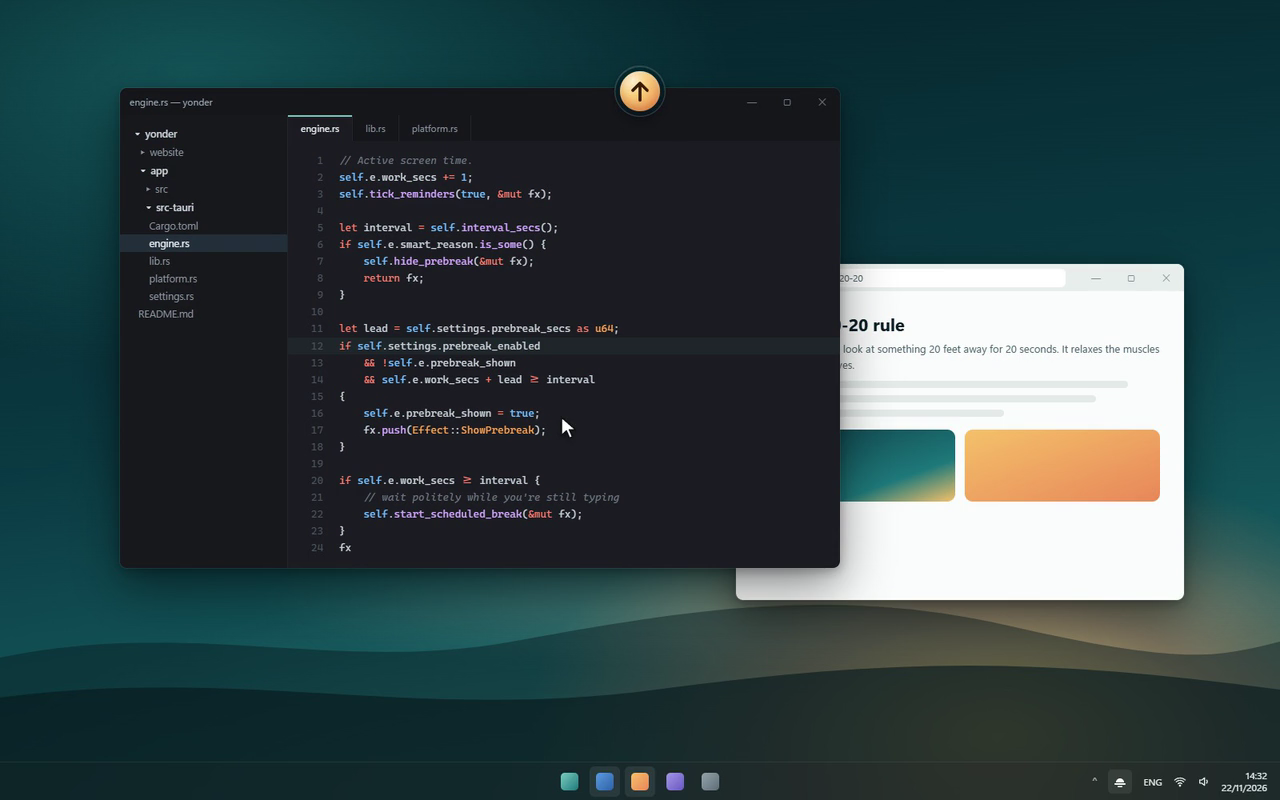 engine.rs — yonder
yonder
website
app
src
src-tauri
Cargo.toml
engine.rs
lib.rs
platform.rs
settings.rs
README.md
engine.rs lib.rs platform.rs
1 // Active screen time.
2 self.e.work_secs += 1;
3 self.tick_reminders(true, &mut fx);
4
5 let interval = self.interval_secs();
6 if self.e.smart_reason.is_some() {
7 self.hide_prebreak(&mut fx);
8 return fx;
9 }
10
11 let lead = self.settings.prebreak_secs as u64;
12 if self.settings.prebreak_enabled
13 && !self.e.prebreak_shown
14 && self.e.work_secs + lead ≥ interval
15 {
16 self.e.prebreak_shown = true;
17 fx.push(Effect::ShowPrebreak);
18 }
19
20 if self.e.work_secs ≥ interval {
21 // wait politely while you're still typing
22 self.start_scheduled_break(&mut fx);
23 }
24 fx
20-20
-20 rule
look at something 20 feet away for 20 seconds. It relaxes the muscles
ENG
14:32
22/11/2026